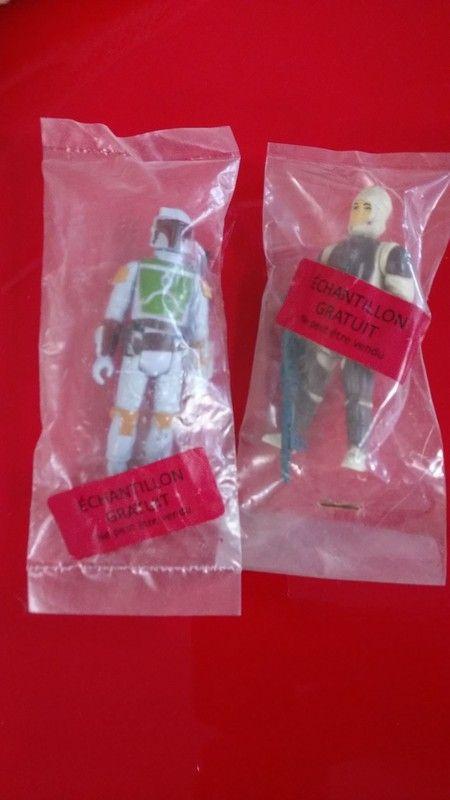 ÉCHANTILLON
GRATUIT
Ne peut être vendu
ÉCHANTILLON
GRATUIT
Ne peut être vendu